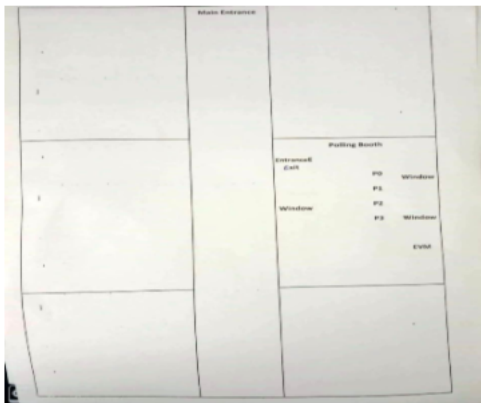 Main Entrance
Polling Booth
Entrance/
Exit
P0
Window
P1
P2
Window
P3
Window
EVM